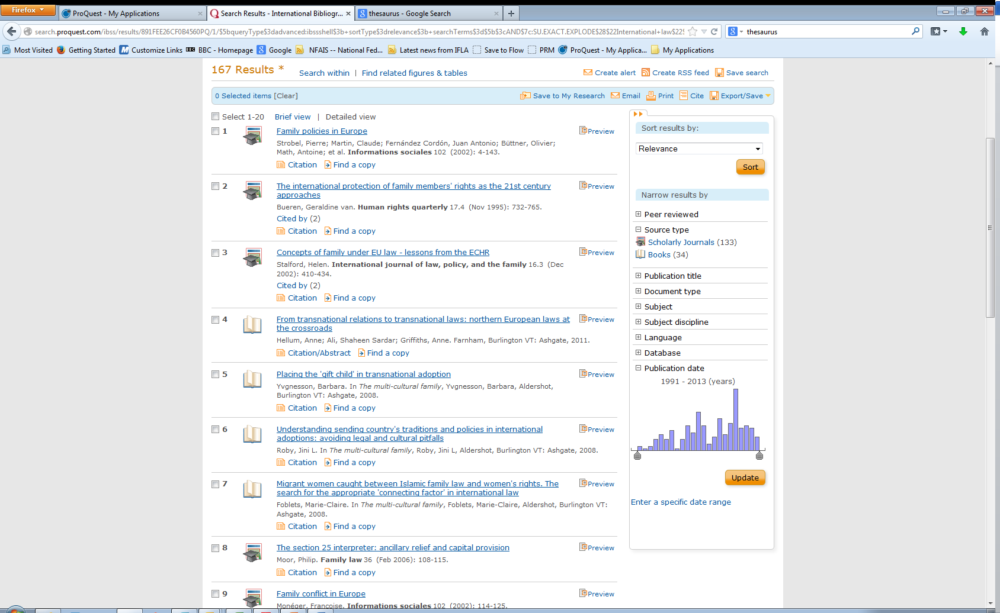 Firefox
ProQuest - My Applications
Search Results - International Bibliogr...
thesaurus - Google Search
search.proquest.com/ibss/results/891FEE26CF0B4560PQ/1/$5bqueryType$3dadvanced:ibssshell$3b+sortType$3drelevance$3b+searchTerms$3d$5b$3cAND$7c:SU.EXACT.EXPLODE$28$22International+law$22$
thesaurus
Most Visited Getting Started Customize Links BBC - Homepage Google NFAIS -- National Fed... Latest news from IFLA Save to Flow PRM ProQuest - My Applica... My Applications
167 Results *
Search within | Find related figures & tables
Create alert Create RSS feed Save search
0 Selected items [Clear]
Save to My Research Email Print Cite Export/Save
Select 1-20 Brief view | Detailed view
1 Family policies in Europe
Preview
Strobel, Pierre; Martin, Claude; Fernández Cordón, Juan Antonio; Büttner, Olivier;
Math, Antoine; et al. Informations sociales 102 (2002): 4-143.
Citation Find a copy
2 The international protection of family members' rights as the 21st century
approaches
Preview
Bueren, Geraldine van. Human rights quarterly 17.4 (Nov 1995): 732-765.
Cited by (2)
Citation Find a copy
3 Concepts of family under EU law - lessons from the ECHR
Preview
Stalford, Helen. International journal of law, policy, and the family 16.3 (Dec
2002): 410-434.
Cited by (2)
Citation Find a copy
4 From transnational relations to transnational laws: northern European laws at
the crossroads
Preview
Hellum, Anne; Ali, Shaheen Sardar; Griffiths, Anne. Farnham, Burlington VT: Ashgate, 2011.
Citation/Abstract Find a copy
5 Placing the 'gift child' in transnational adoption
Preview
Yvgnesson, Barbara. In The multi-cultural family, Yvgnesson, Barbara, Aldershot,
Burlington VT: Ashgate, 2008.
Citation Find a copy
6 Understanding sending country's traditions and policies in international
adoptions: avoiding legal and cultural pitfalls
Preview
Roby, Jini L. In The multi-cultural family, Roby, Jini L, Aldershot, Burlington VT: Ashgate, 2008.
Citation Find a copy
7 Migrant women caught between Islamic family law and women's rights. The
search for the appropriate 'connecting factor' in international law
Preview
Foblets, Marie-Claire. In The multi-cultural family, Foblets, Marie-Claire, Aldershot, Burlington VT:
Ashgate, 2008.
Citation Find a copy
8 The section 25 interpreter: ancillary relief and capital provision
Preview
Moor, Philip. Family law 36 (Feb 2006): 108-115.
Citation Find a copy
9 Family conflict in Europe
Preview
Monéger, Françoise. Informations sociales 102 (2002): 114-125.
Sort results by:
Relevance
Sort
Narrow results by
Peer reviewed
Source type
Scholarly Journals (133)
Books (34)
Publication title
Document type
Subject
Subject discipline
Language
Database
Publication date
1991 - 2013 (years)
Update
Enter a specific date range